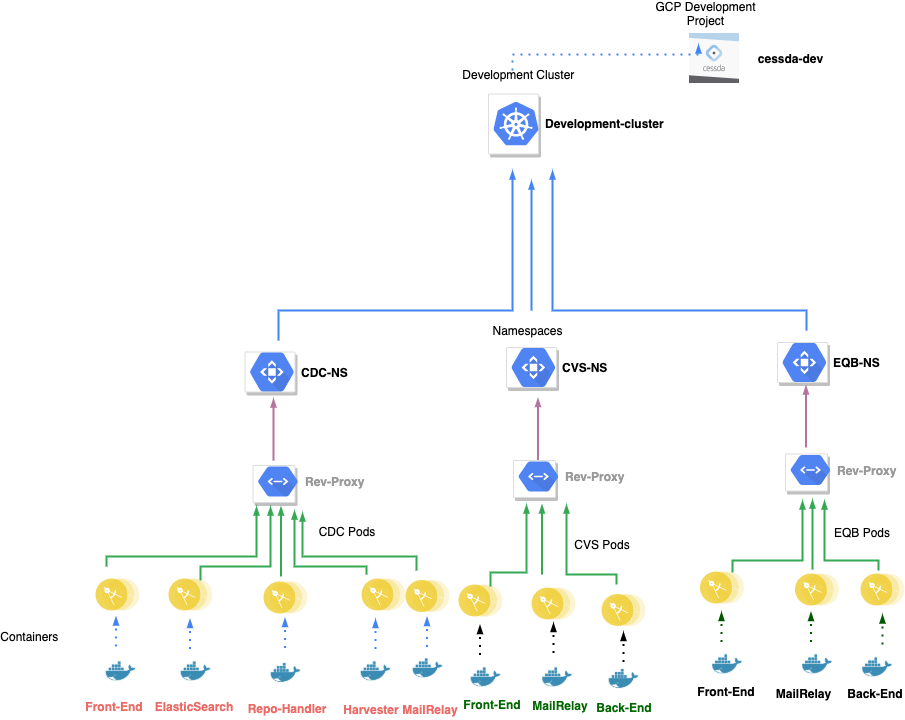 GCP Development
Project
cessda
cessda-dev
Development Cluster
Development-cluster
Namespaces
CDC-NS
CVS-NS
EQB-NS
Rev-Proxy
Rev-Proxy
Rev-Proxy
CDC Pods
CVS Pods
EQB Pods
Containers
Front-End
ElasticSearch
Repo-Handler
Harvester
MailRelay
Front-End
MailRelay
Back-End
Front-End
MailRelay
Back-End